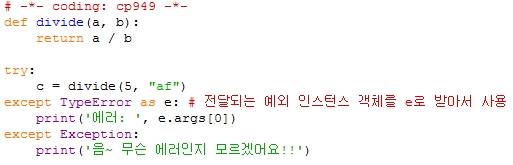 # -*- coding: cp949 -*-
def divide(a, b):
    return a / b
try:
    c = divide(5, "af")
except TypeError as e: # 전달되는 예외 인스턴스 객체를 e로 받아서 사용
    print('에러: ', e.args[0])
except Exception:
    print('음~ 무슨 에러인지 모르겠어요!!')